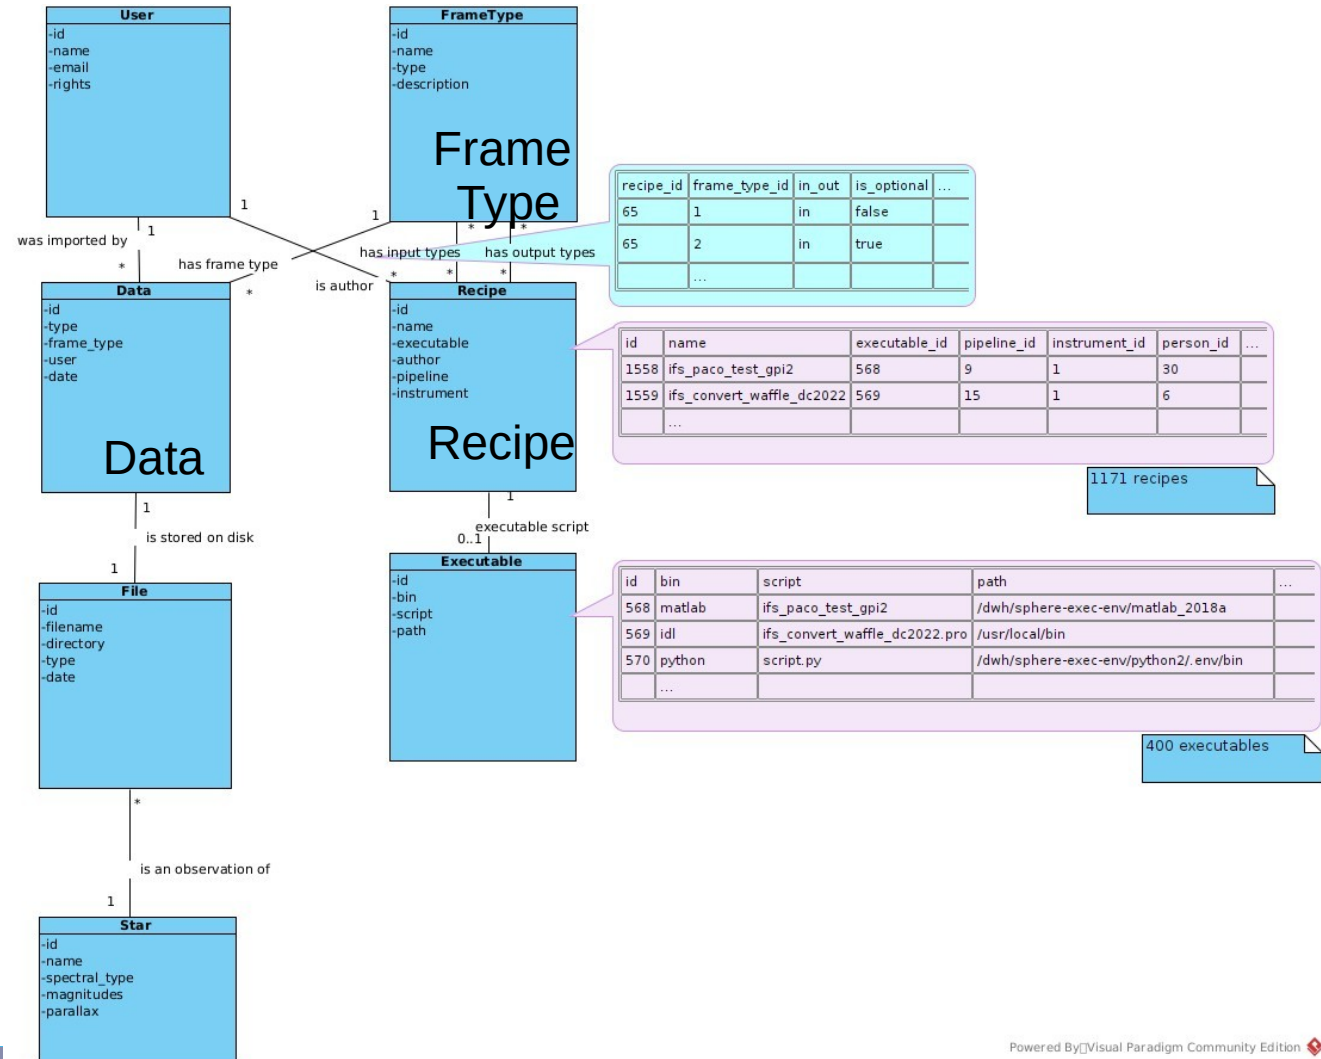 User
-id
-name
-email
-rights
FrameType
-id
-name
-type
-description
Frame
Type
recipe_id frame_type_id in_out is_optional ...
65 1 in false
65 2 in true
...
1
was imported by
1
*
1
has frame type
*
is author
*
*
*
has input types
has output types
*
*
Data
-id
-type
-frame_type
-user
-date
Data
Recipe
-id
-name
-executable
-author
-pipeline
-instrument
Recipe
id name executable_id pipeline_id instrument_id person_id ...
1558 ifs_paco_test_gpi2 568 9 1 30
1559 ifs_convert_waffle_dc2022 569 15 1 6
...
1171 recipes
1
is stored on disk
1
1
executable script
0..1
File
-id
-filename
-directory
-type
-date
Executable
-id
-bin
-script
-path
id bin script path ...
568 matlab ifs_paco_test_gpi2 /dwh/sphere-exec-env/matlab_2018a
569 idl ifs_convert_waffle_dc2022.pro /usr/local/bin
570 python script.py /dwh/sphere-exec-env/python2/.env/bin
...
400 executables
*
is an observation of
1
Star
-id
-name
-spectral_type
-magnitudes
-parallax
Powered By Visual Paradigm Community Edition